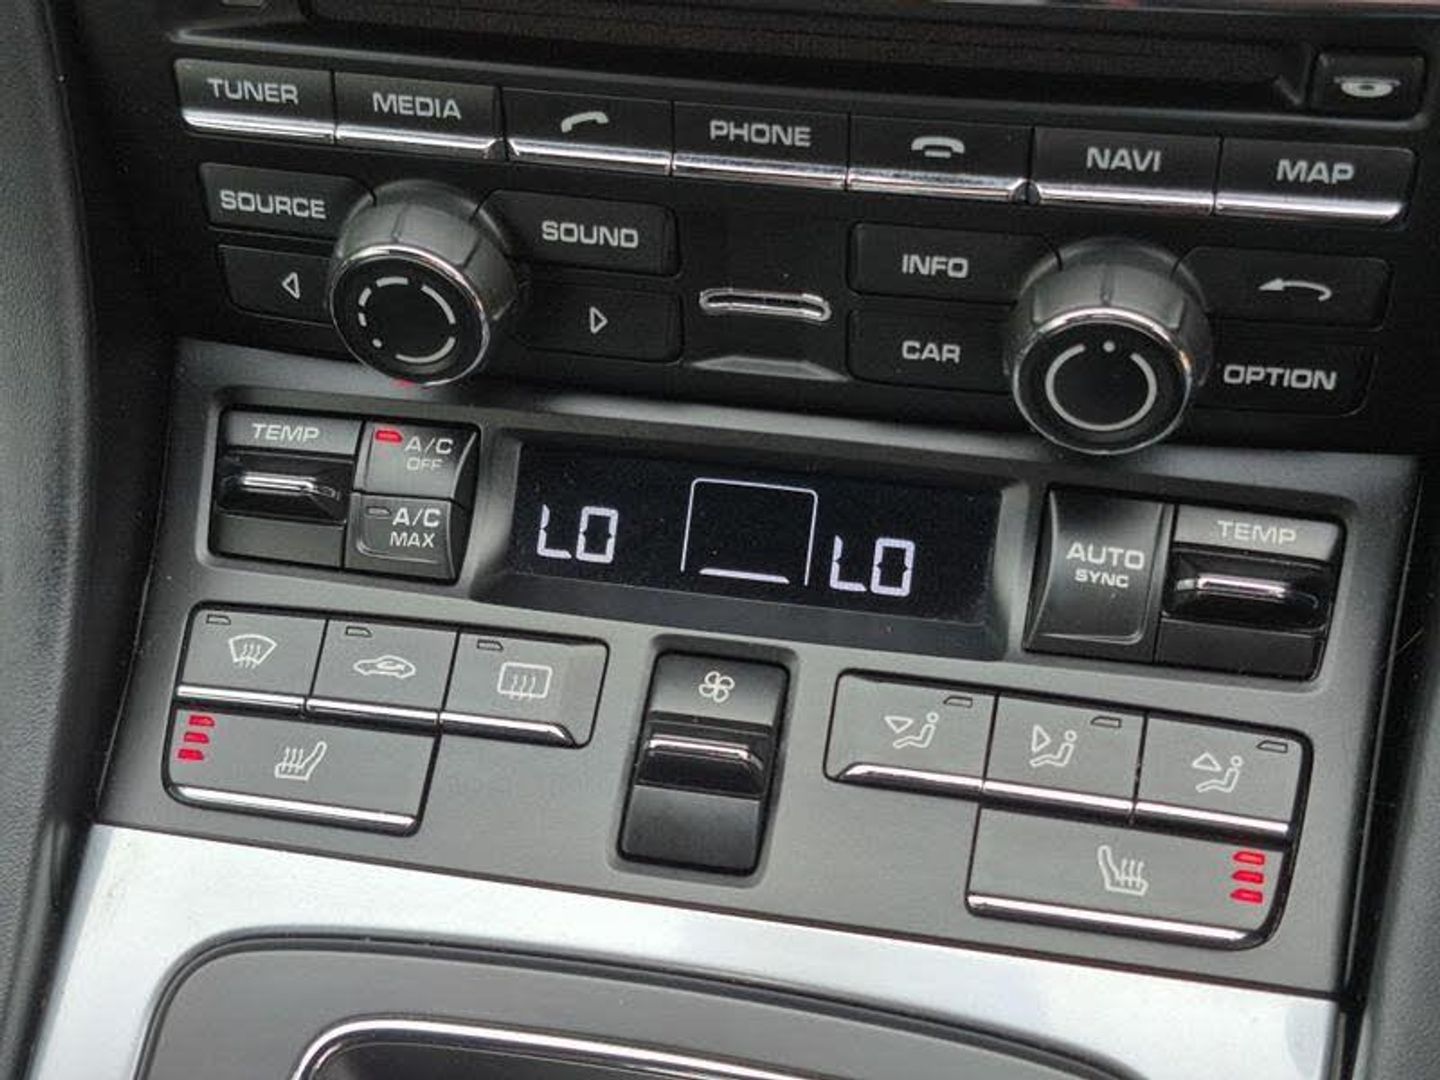 TUNER
MEDIA
PHONE
NAVI
MAP
SOURCE
SOUND
INFO
CAR
OPTION
TEMP
A/C
OFF
A/C
MAX
LO
LO
AUTO
SYNC
TEMP